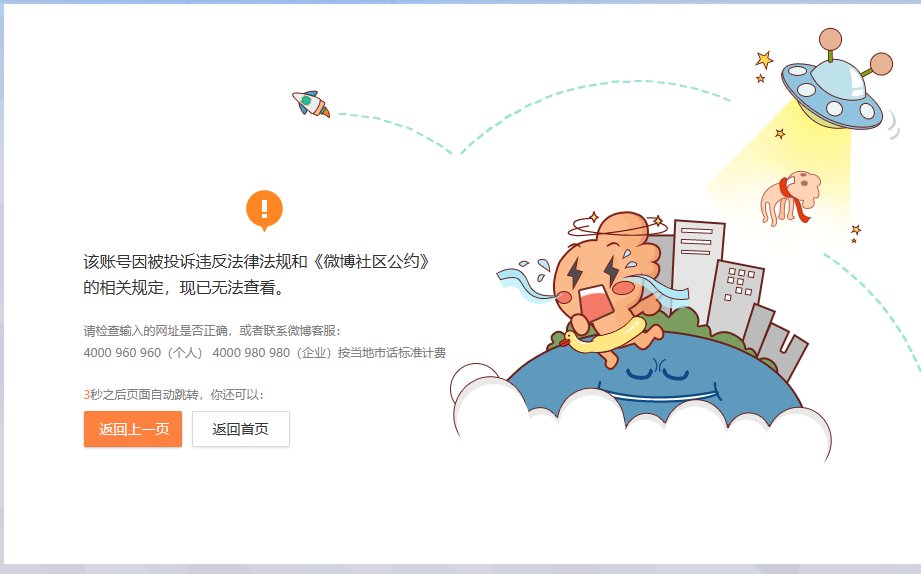 该账号因被投诉违反法律法规和《微博社区公约》
的相关规定，现已无法查看。
请检查输入的网址是否正确，或者联系微博客服：
4000 960 960（个人） 4000 980 980（企业）按当地市话标准计费
3秒之后页面自动跳转，你还可以：
返回上一页 返回首页